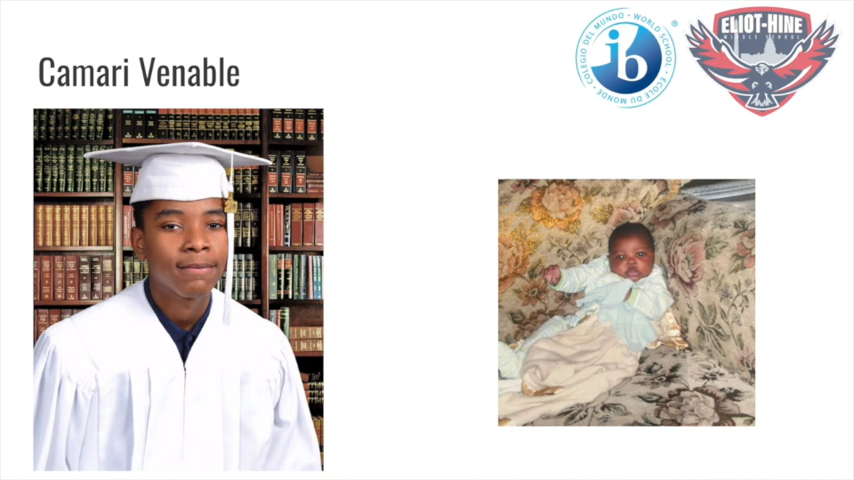 Camari Venable
COLEGIO DEL MUNDO · WORLD SCHOOL · ÉCOLE DU MONDE ·
ib
®
ELIOT-HINE
MIDDLE SCHOOL